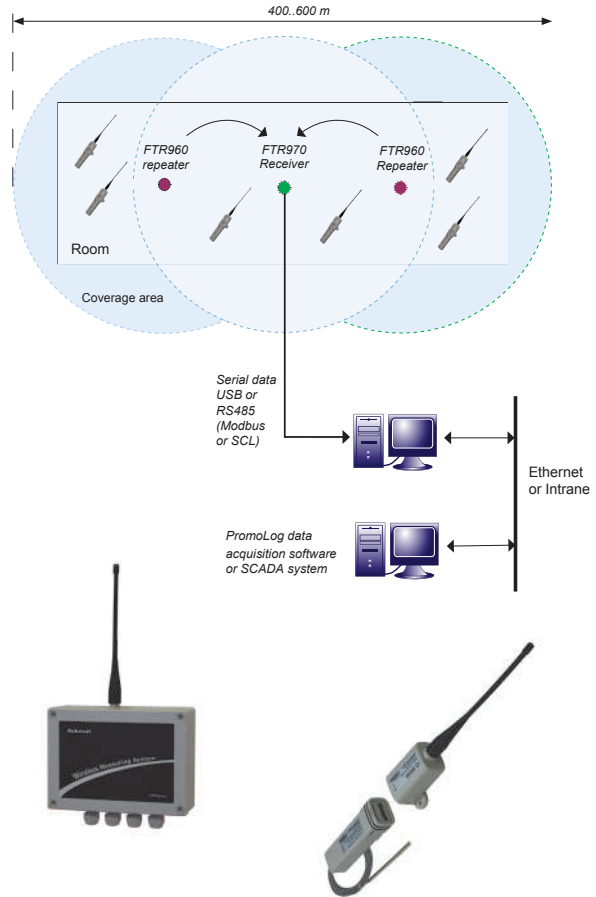 400..600 m
FTR960
repeater
FTR970
Receiver
FTR960
Repeater
Room
Coverage area
Serial data
USB or
RS485
(Modbus
or SCL)
Ethernet
or Intrane
PromoLog data
acquisition software
or SCADA system
Wireless Measuring System